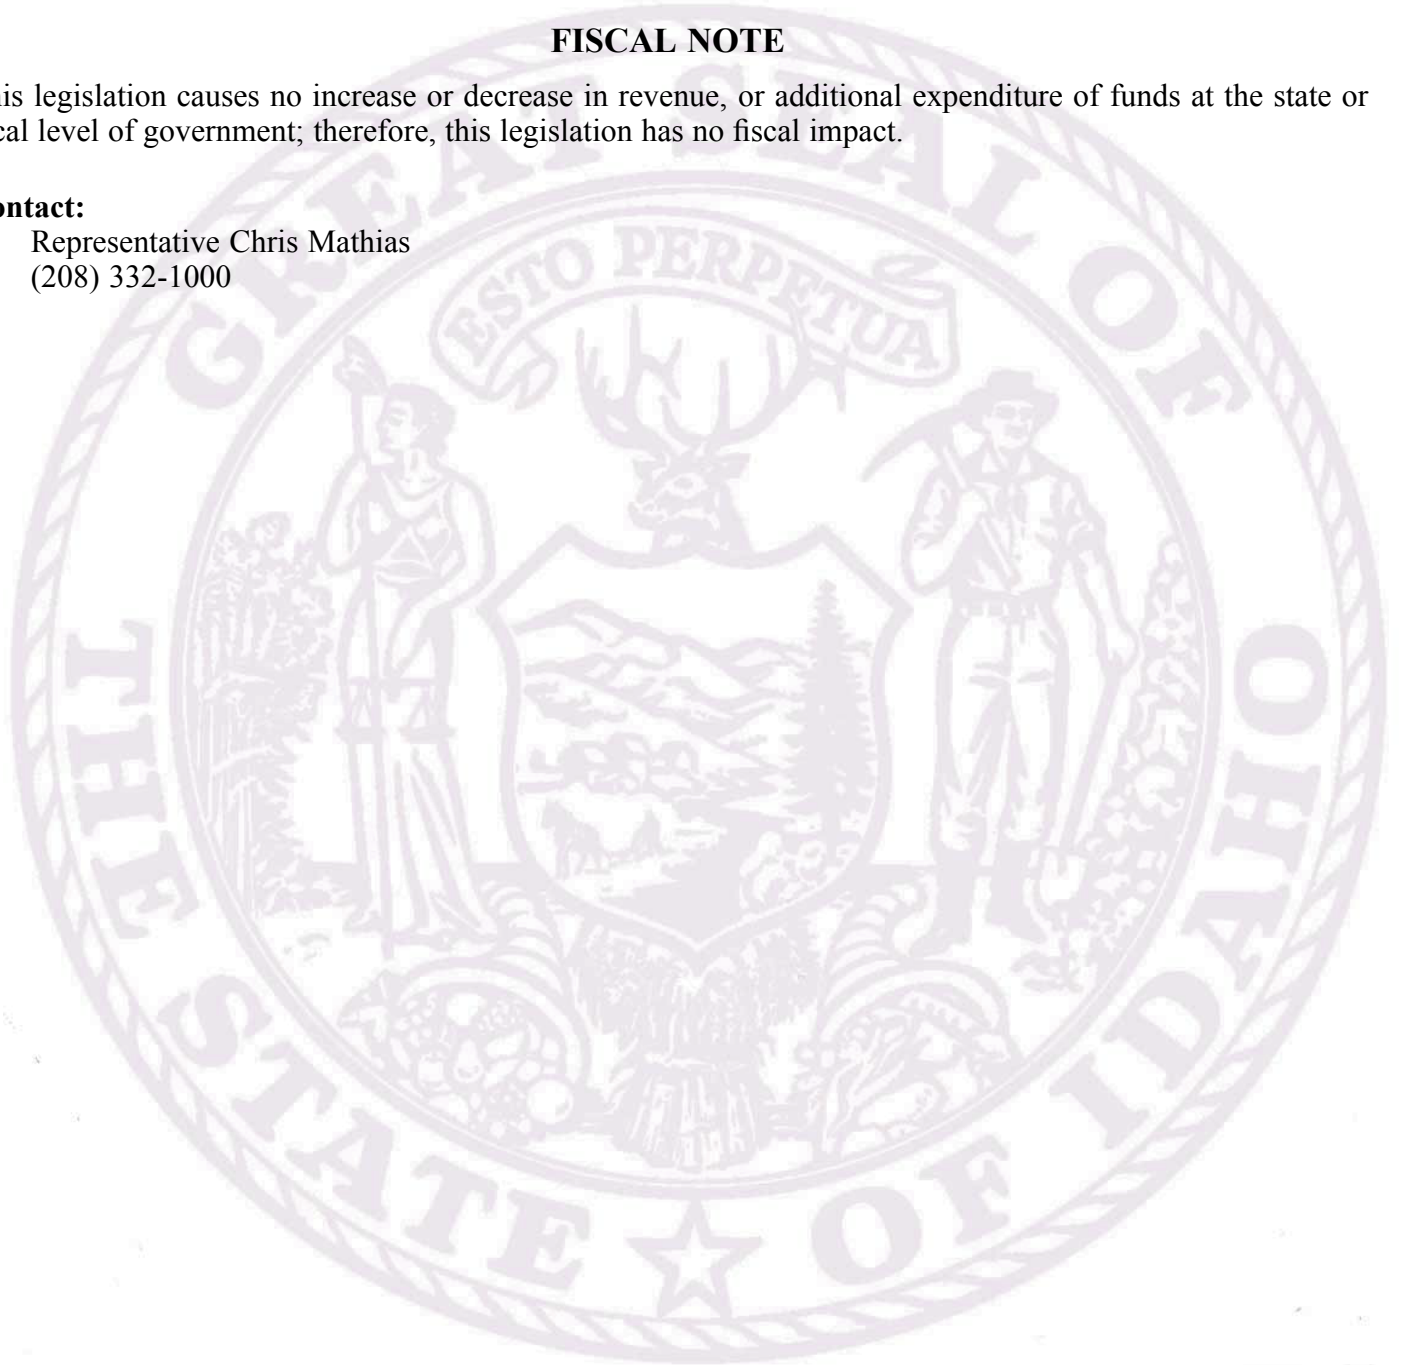 FISCAL NOTE
is legislation causes no increase or decrease in revenue, or additional expenditure of funds at the state or
cal level of government; therefore, this legislation has no fiscal impact.
ontact:
Representative Chris Mathias
(208) 332-1000
GREAT SEAL OF
ESTO PERPETUA
THE
IDAHO
STATE OF